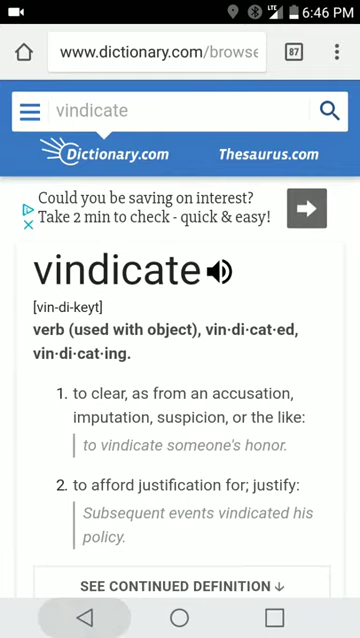 LTE 6:46 PM
www.dictionary.com/browse
87
vindicate
Dictionary.com Thesaurus.com
Could you be saving on interest?
Take 2 min to check - quick & easy!
vindicate
[vin-di-keyt]
verb (used with object), vin·di·cat·ed,
vin·di·cat·ing.
1. to clear, as from an accusation,
imputation, suspicion, or the like:
to vindicate someone's honor.
2. to afford justification for; justify:
Subsequent events vindicated his
policy.
SEE CONTINUED DEFINITION ↓